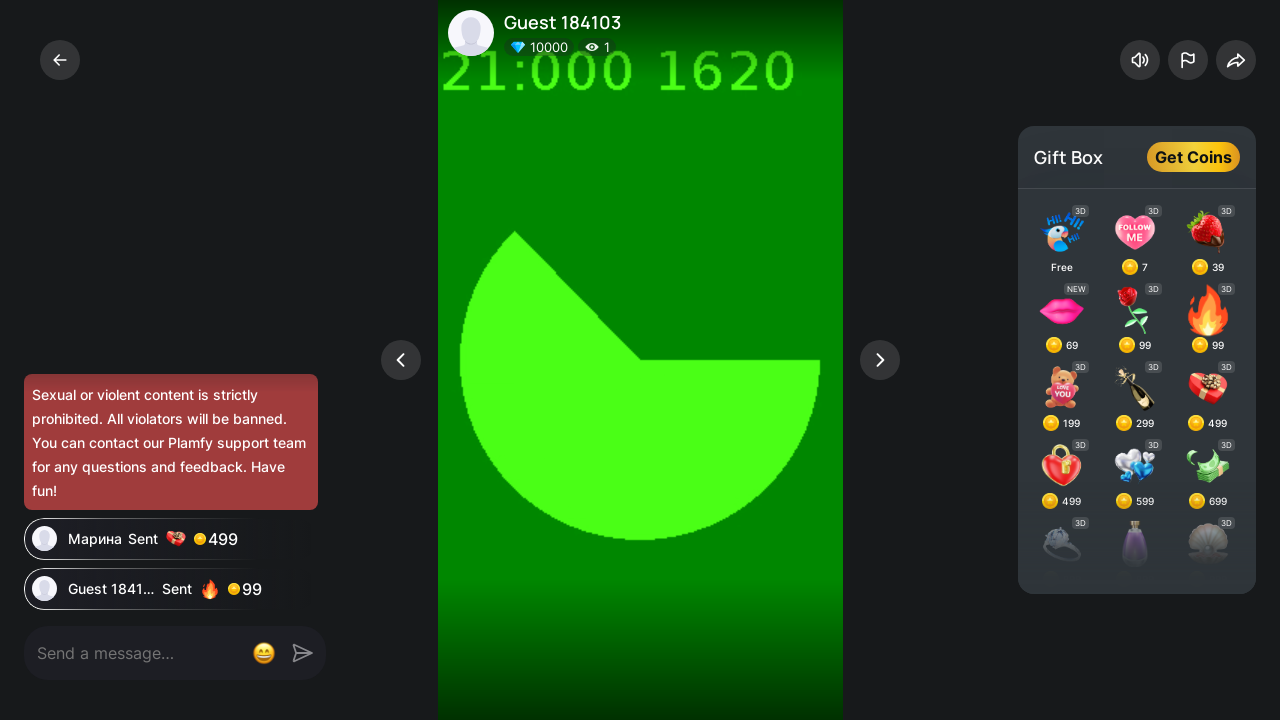 Guest 184103
10000 1
21:000 1620
Gift Box
Get Coins
3D 3D 3D
Hi! Hi! Hi! Hi!
FOLLOW ME
Free 7 39
NEW 3D 3D
69 99 99
3D 3D 3D
LOVE YOU
199 299 499
3D 3D 3D
499 599 699
3D 3D
Sexual or violent content is strictly
prohibited. All violators will be banned.
You can contact our Plamfy support team
for any questions and feedback. Have
fun!
Марина Sent 499
Guest 1841... Sent 99
Send a message...